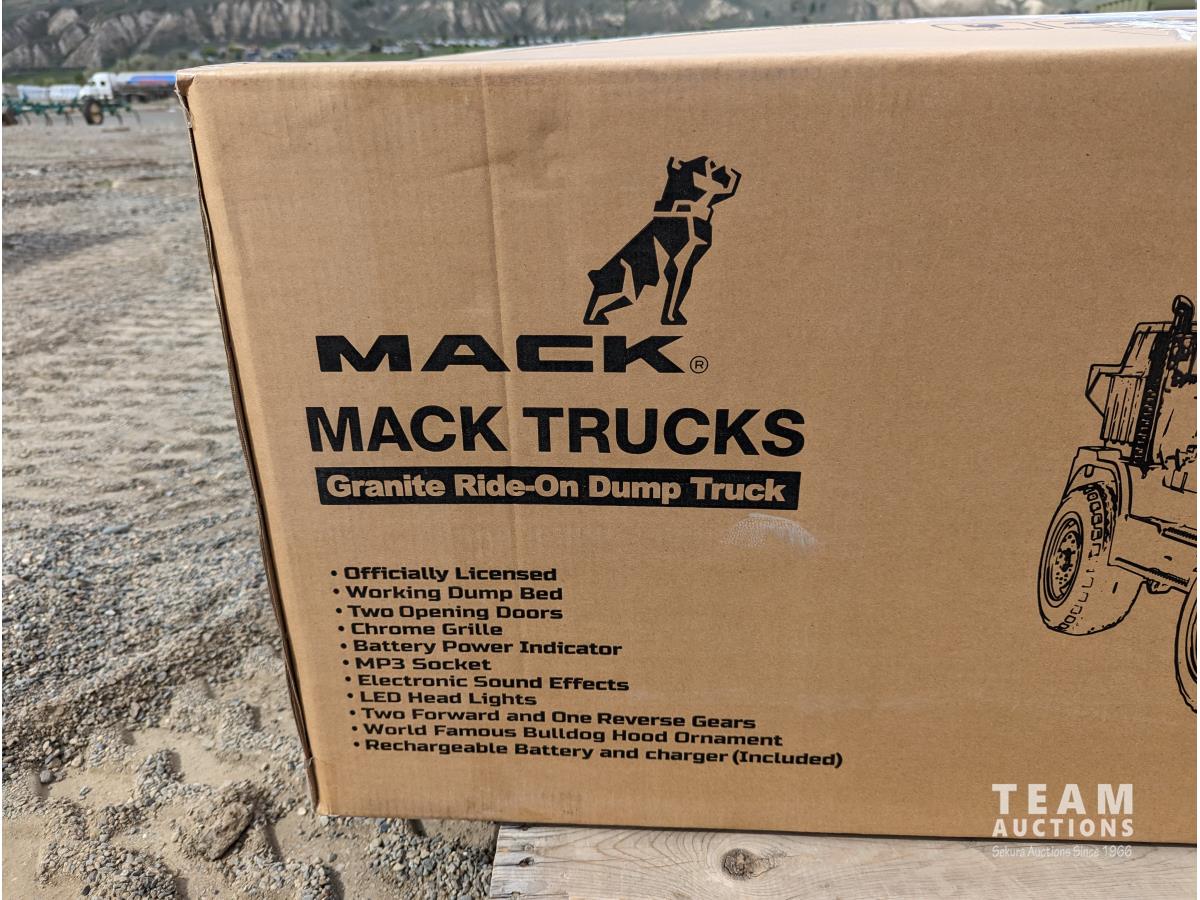 MACK®
MACK TRUCKS
Granite Ride-On Dump Truck
• Officially Licensed
• Working Dump Bed
• Two Opening Doors
• Chrome Grille
• Battery Power Indicator
• MP3 Socket
• Electronic Sound Effects
• LED Head Lights
• Two Forward and One Reverse Gears
• World Famous Bulldog Hood Ornament
• Rechargeable Battery and charger (Included)
TEAM
AUCTIONS
Sekura Auctions Since 1966